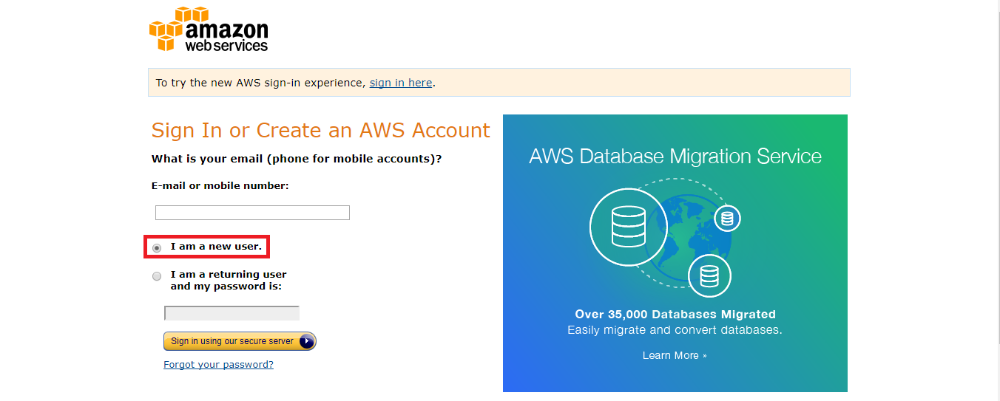 amazon
web services
To try the new AWS sign-in experience, sign in here.
Sign In or Create an AWS Account
What is your email (phone for mobile accounts)?
E-mail or mobile number:
I am a new user.
I am a returning user
and my password is:
Sign in using our secure server
Forgot your password?
AWS Database Migration Service
Over 35,000 Databases Migrated
Easily migrate and convert databases.
Learn More »